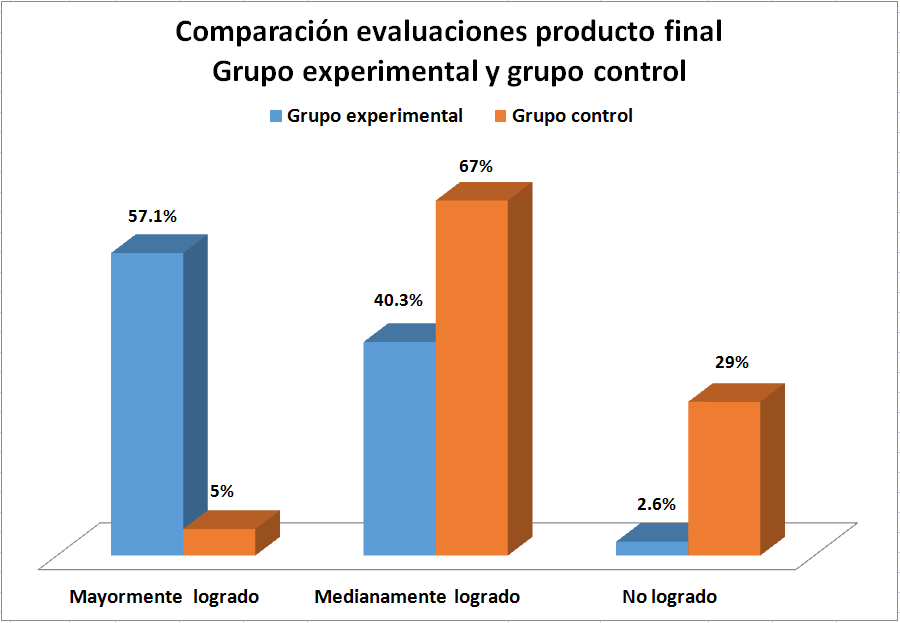 Comparación evaluaciones producto final
Grupo experimental y grupo control
Grupo experimental Grupo control
67%
57.1%
40.3%
29%
5%
2.6%
Mayormente logrado Medianamente logrado No logrado